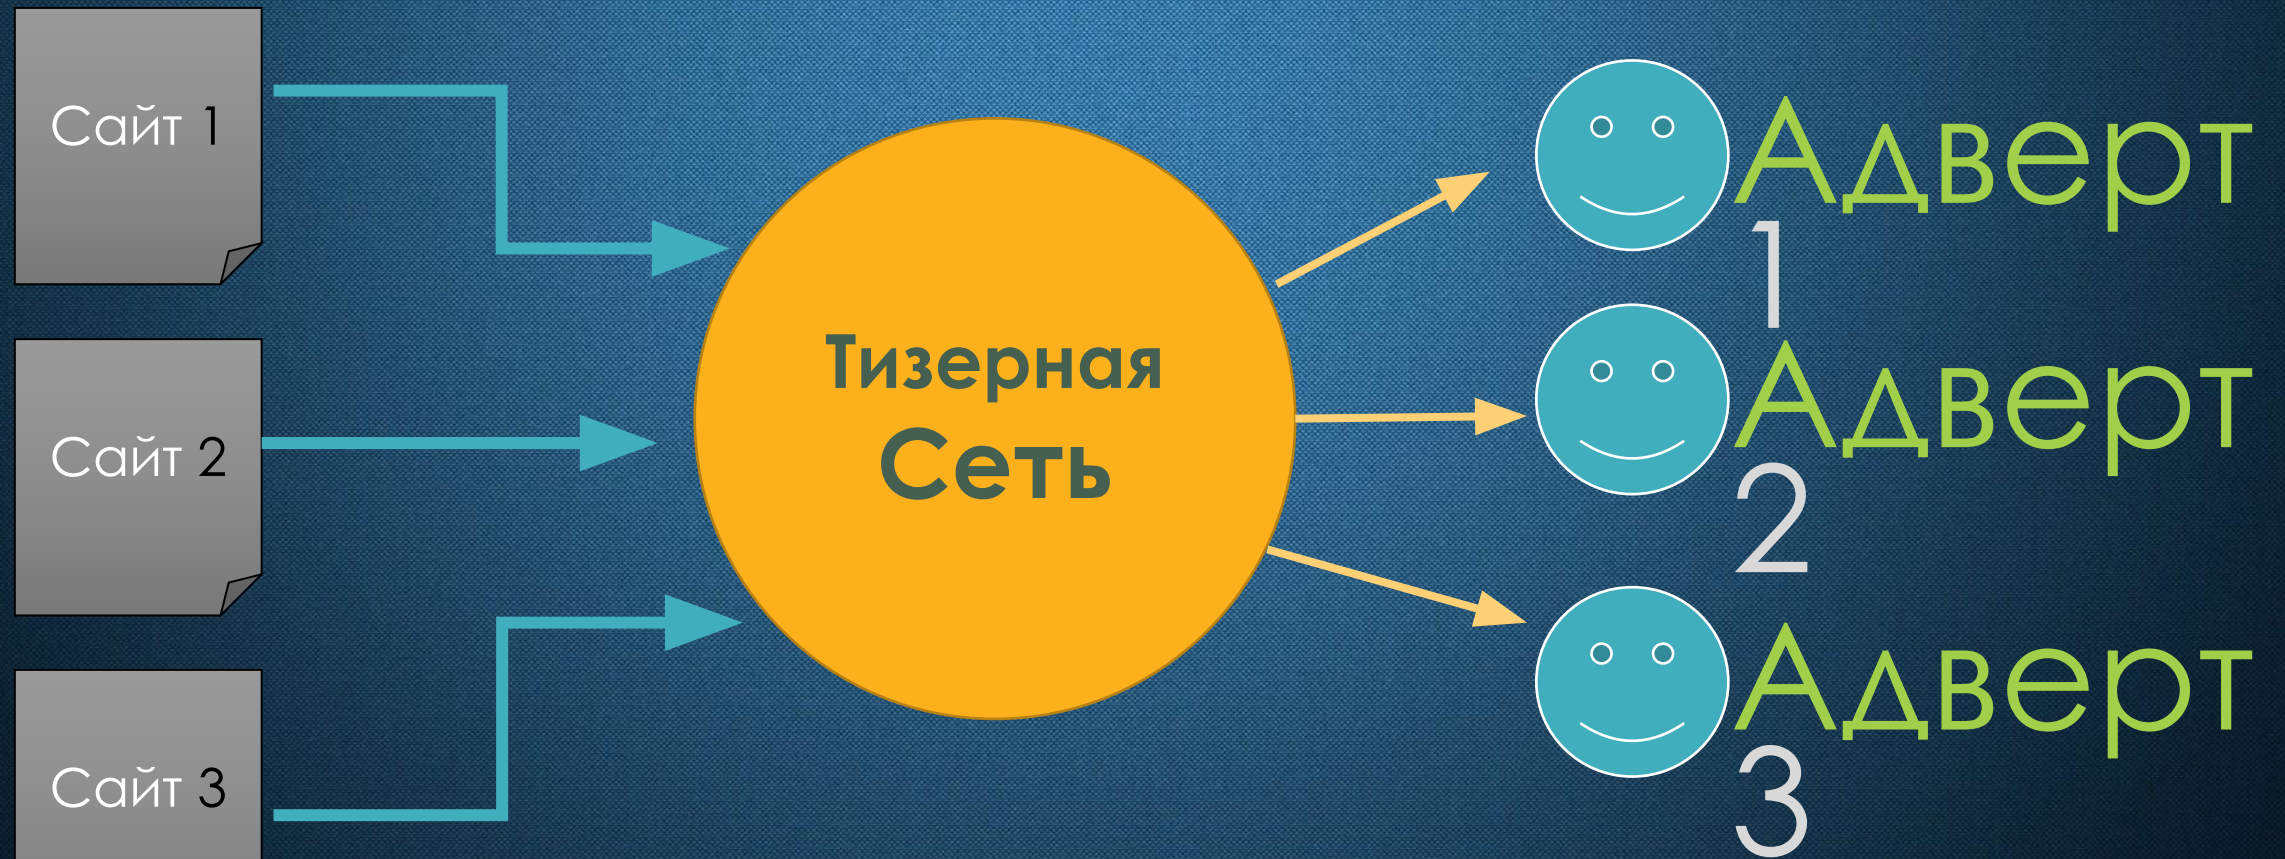 Сайт 1
Сайт 2
Сайт 3
Тизерная
Сеть
Адверт
1
Адверт
2
Адверт
3